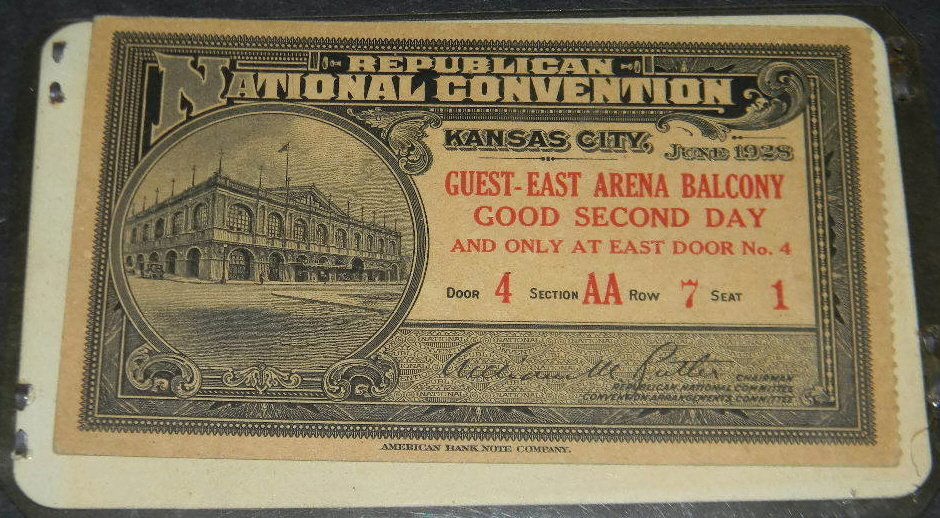 REPUBLICAN
NATIONAL CONVENTION
KANSAS CITY, JUNE 1928
GUEST-EAST ARENA BALCONY
GOOD SECOND DAY
AND ONLY AT EAST DOOR No. 4
DOOR 4 SECTION AA ROW 7 SEAT 1
William M. Butler CHAIRMAN
REPUBLICAN NATIONAL COMMITTEE
CONVENTION ARRANGEMENTS COMMITTEE
AMERICAN BANK NOTE COMPANY.